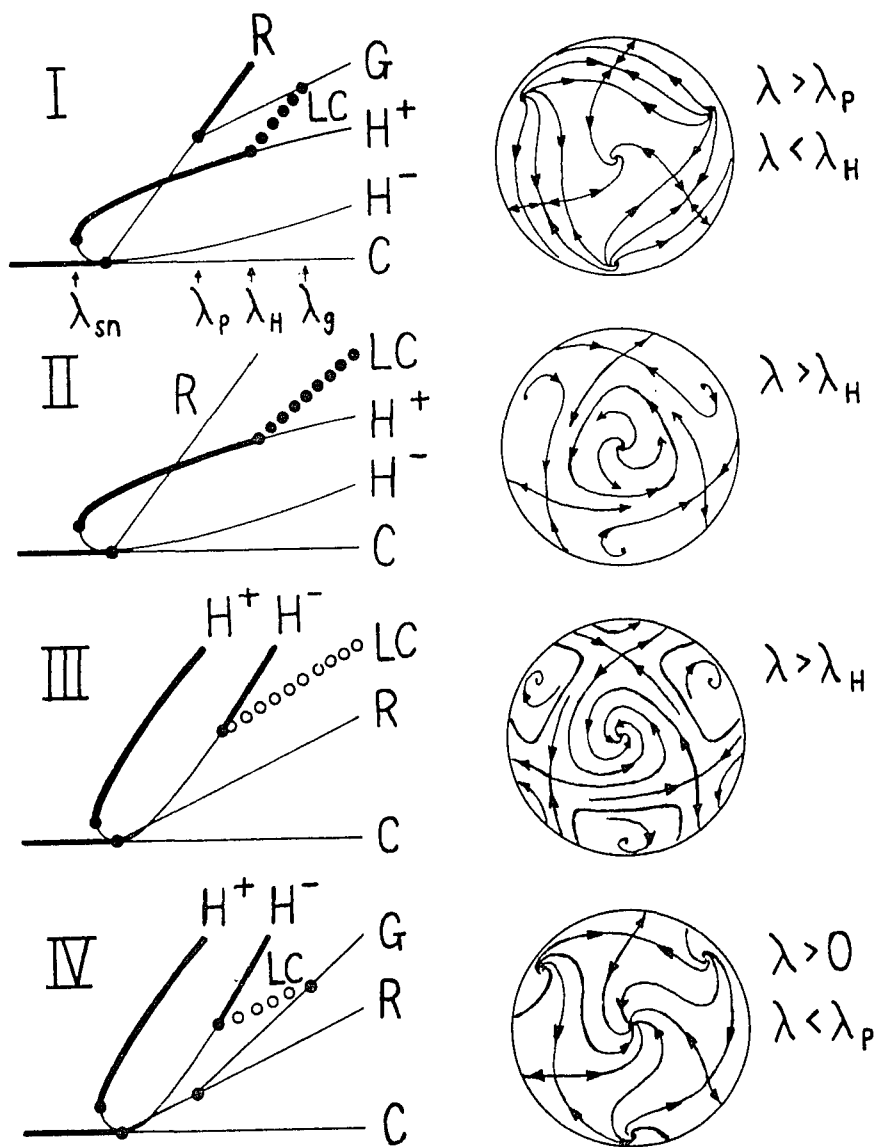 I
R
G
LC
H+
H−
C
λsn λp λH λg
λ > λp
λ < λH
II
R
LC
H+
H−
C
λ > λH
III
H+ H−
LC
R
C
λ > λH
IV
H+ H−
LC
G
R
C
λ > 0
λ < λp